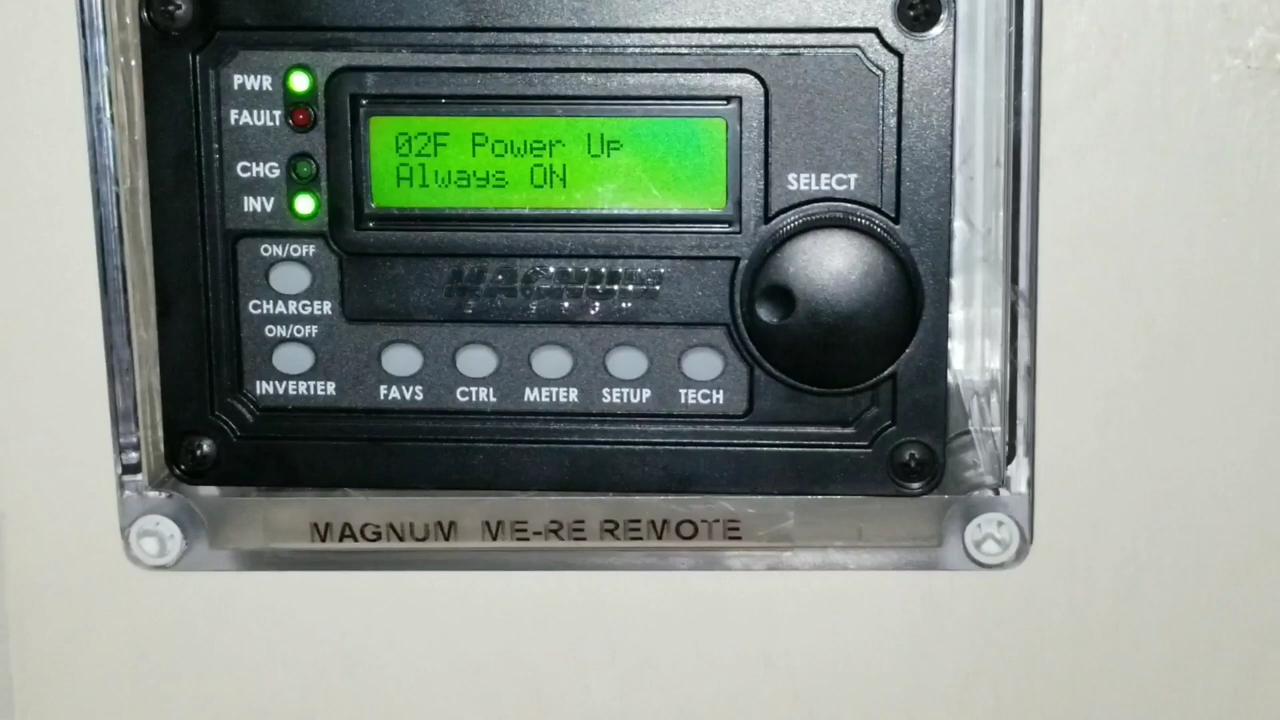 PWR
FAULT
CHG
INV
02F Power Up
Always ON
SELECT
ON/OFF
CHARGER
ON/OFF
INVERTER
MAGNUM
FAVS
CTRL
METER
SETUP
TECH
MAGNUM ME-RE REMOTE